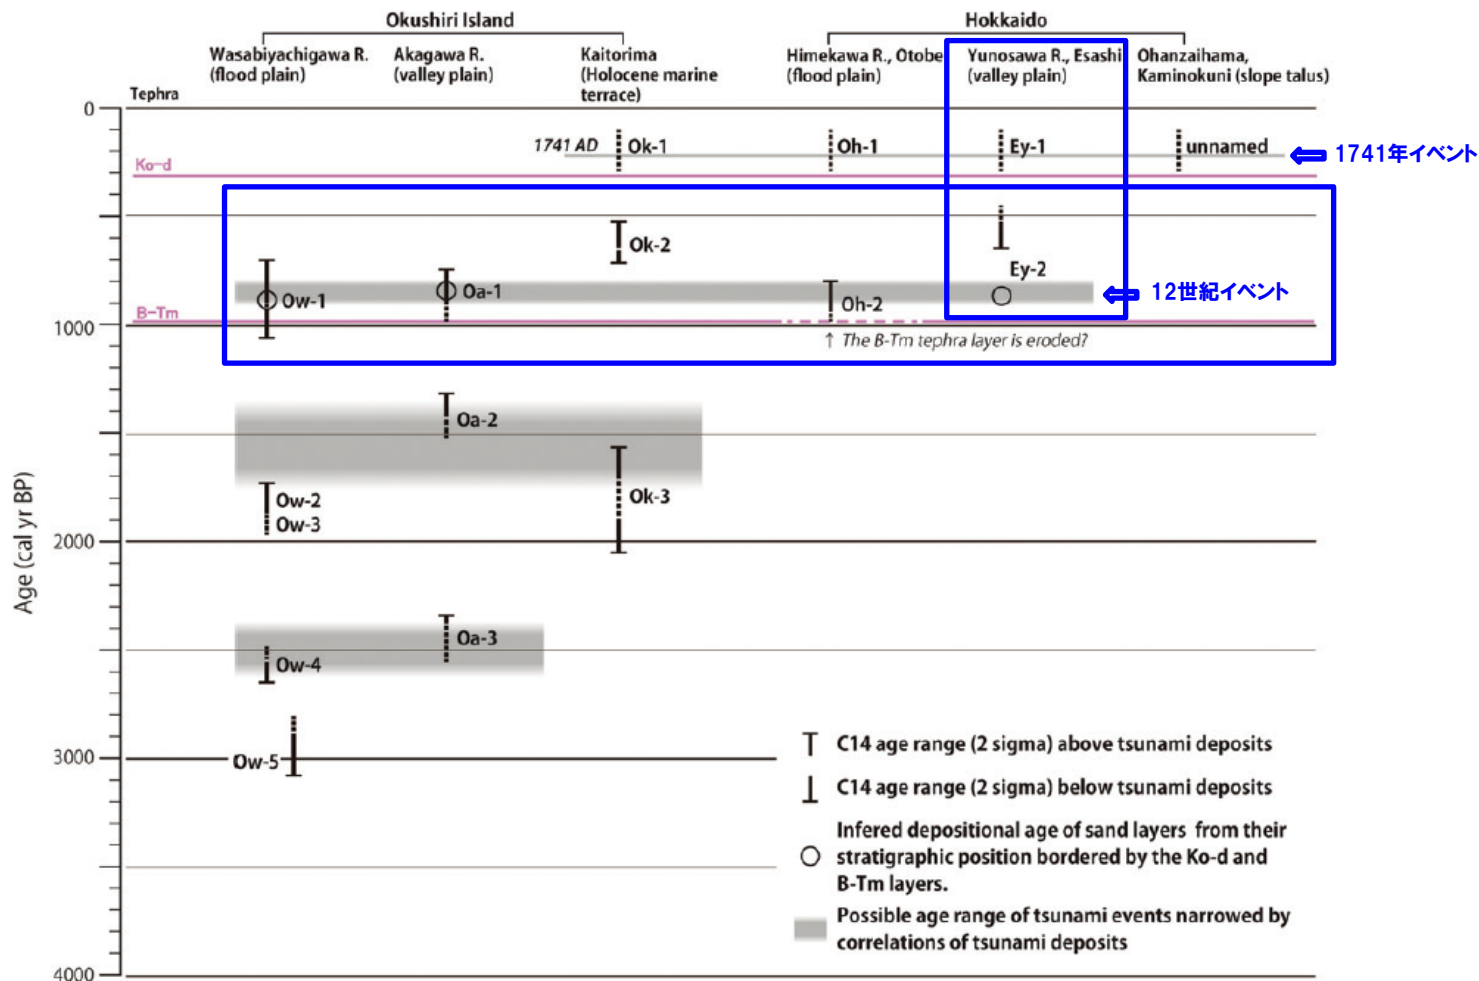 Okushiri Island
Hokkaido
Wasabiyachigawa R.
(flood plain)
Akagawa R.
(valley plain)
Kaitorima
(Holocene marine
terrace)
Himekawa R., Otobe
(flood plain)
Yunosawa R., Esashi
(valley plain)
Ohanzaihama,
Kaminokuni (slope talus)
Tephra
0
1741 AD
Ok-1
Oh-1
Ey-1
unnamed
1741年イベント
Ko-d
Ok-2
Ey-2
Ow-1
Oa-1
Oh-2
12世紀イベント
B-Tm
1000
↑ The B-Tm tephra layer is eroded?
Oa-2
Ow-2
Ow-3
Ok-3
2000
Age (cal yr BP)
Oa-3
Ow-4
3000
Ow-5
C14 age range (2 sigma) above tsunami deposits
C14 age range (2 sigma) below tsunami deposits
Infered depositional age of sand layers from their
stratigraphic position bordered by the Ko-d and
B-Tm layers.
Possible age range of tsunami events narrowed by
correlations of tsunami deposits
4000